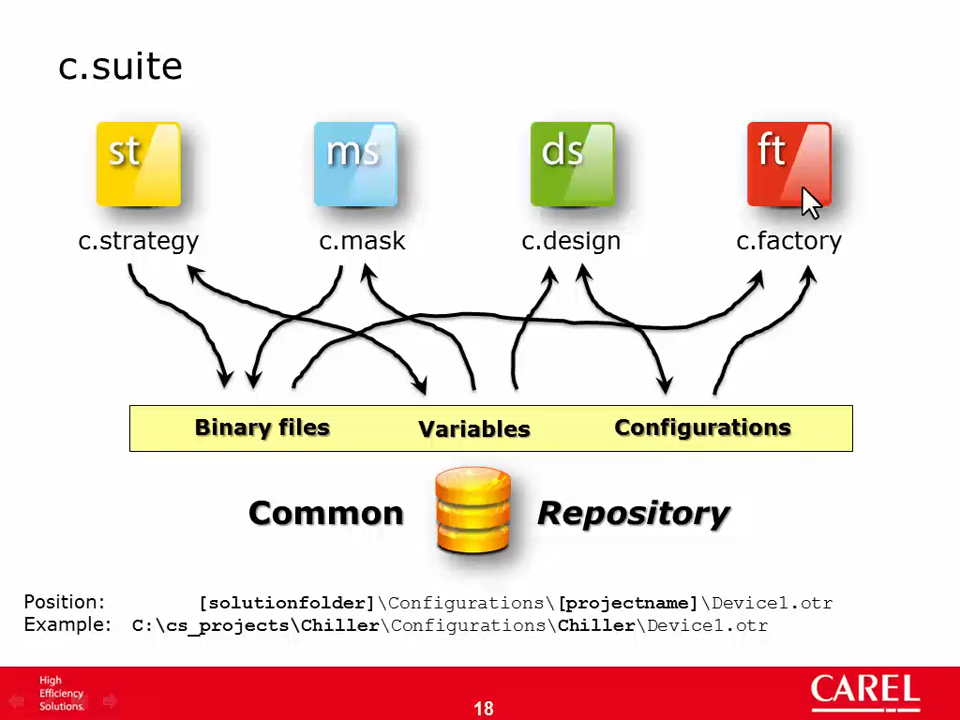 c.suite
st
ms
ds
ft
c.strategy
c.mask
c.design
c.factory
Binary files
Variables
Configurations
Common
Repository
Position: [solutionfolder]\Configurations\[projectname]\Device1.otr
Example: C:\cs_projects\Chiller\Configurations\Chiller\Device1.otr
High
Efficiency
Solutions.
18
CAREL